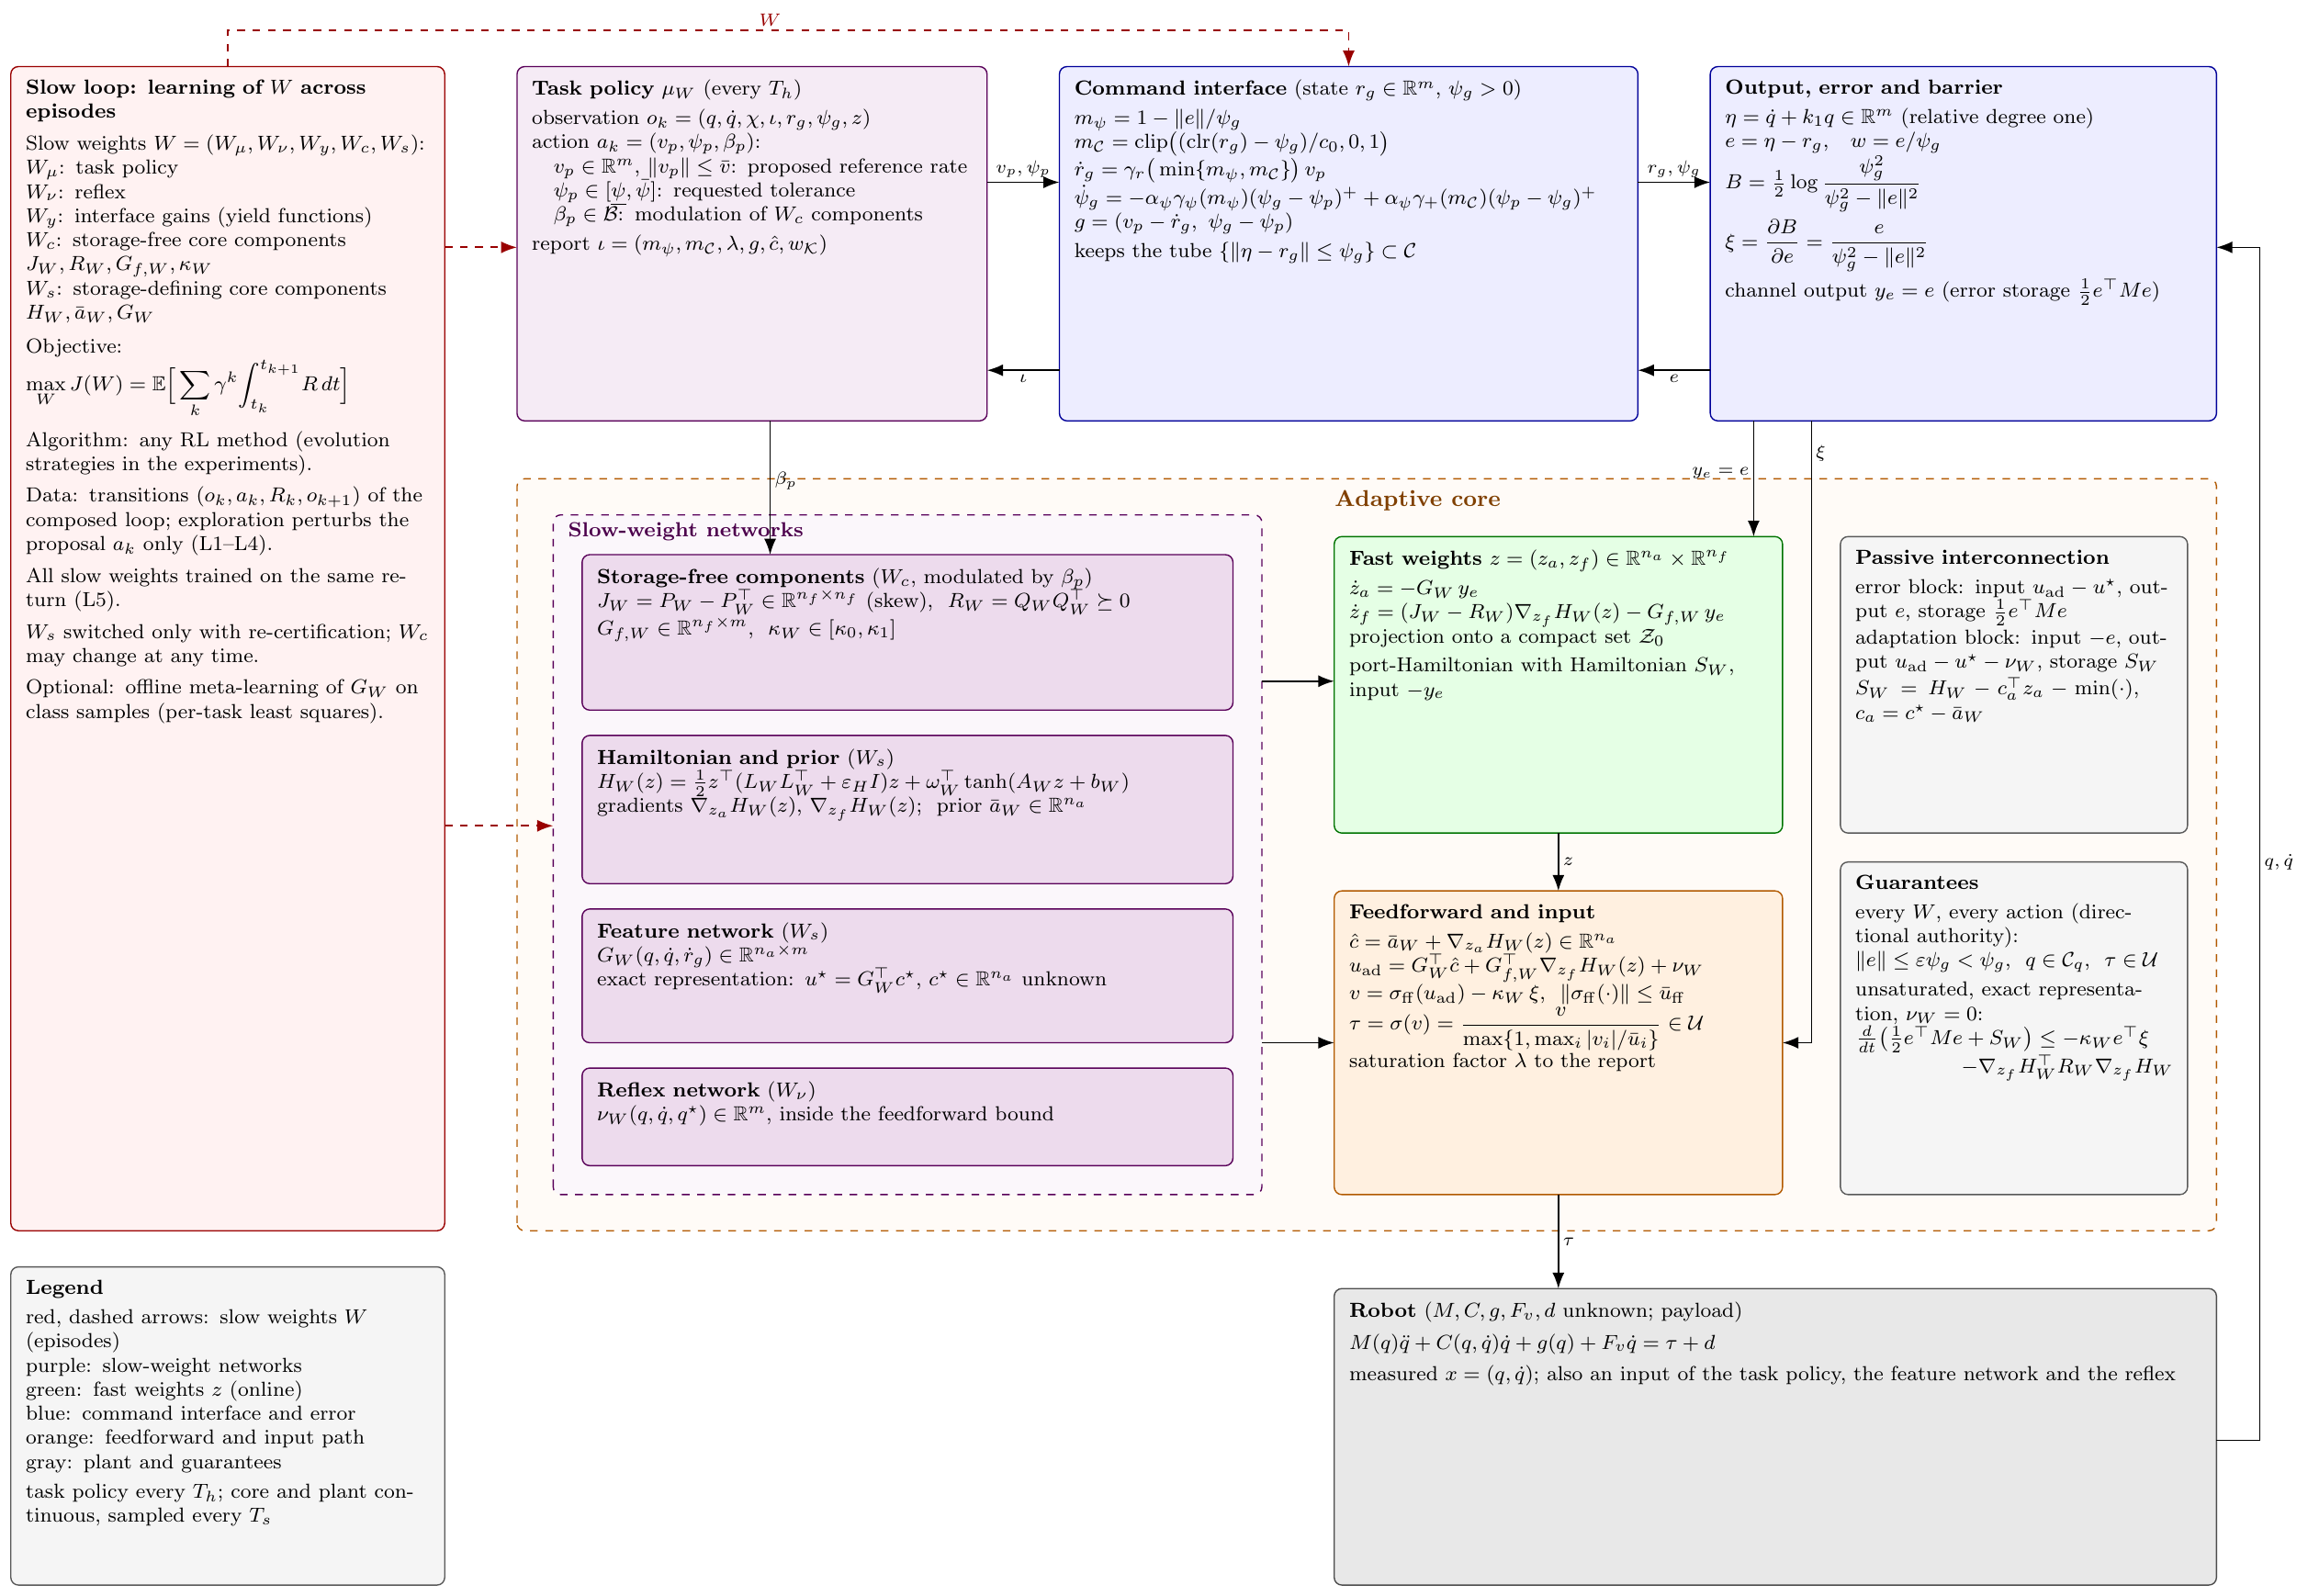 W
Slow loop: learning of W across
episodes
Slow weights W = (W_μ, W_ν, W_y, W_c, W_s):
W_μ: task policy
W_ν: reflex
W_y: interface gains (yield functions)
W_c: storage-free core components
J_W, R_W, G_{f,W}, κ_W
W_s: storage-defining core components
H_W, ā_W, G_W
Objective:
max_W J(W) = 𝔼[ ∑_k γ^k ∫_{t_k}^{t_{k+1}} R dt ]
Algorithm: any RL method (evolution
strategies in the experiments).
Data: transitions (o_k, a_k, R_k, o_{k+1}) of the
composed loop; exploration perturbs the
proposal a_k only (L1–L4).
All slow weights trained on the same re-
turn (L5).
W_s switched only with re-certification; W_c
may change at any time.
Optional: offline meta-learning of G_W on
class samples (per-task least squares).
Task policy μ_W (every T_h)
observation o_k = (q, q̇, χ, ι, r_g, ψ_g, z)
action a_k = (v_p, ψ_p, β_p):
v_p ∈ ℝ^m, ‖v_p‖ ≤ v̄: proposed reference rate
ψ_p ∈ [ψ̲, ψ̄]: requested tolerance
β_p ∈ ℬ̄: modulation of W_c components
report ι = (m_ψ, m_𝒞, λ, g, ĉ, w_𝒦)
v_p, ψ_p
ι
Command interface (state r_g ∈ ℝ^m, ψ_g > 0)
m_ψ = 1 − ‖e‖/ψ_g
m_𝒞 = clip((clr(r_g) − ψ_g)/c_0, 0, 1)
ṙ_g = γ_r( min{m_ψ, m_𝒞}) v_p
ψ̇_g = −α_ψ γ_ψ(m_ψ)(ψ_g − ψ_p)^+ + α_ψ γ_+(m_𝒞)(ψ_p − ψ_g)^+
g = (v_p − ṙ_g, ψ_g − ψ_p)
keeps the tube {‖η − r_g‖ ≤ ψ_g} ⊂ 𝒞
r_g, ψ_g
e
Output, error and barrier
η = q̇ + k_1 q ∈ ℝ^m (relative degree one)
e = η − r_g, w = e/ψ_g
B = ½ log ψ_g^2 / (ψ_g^2 − ‖e‖^2)
ξ = ∂B/∂e = e / (ψ_g^2 − ‖e‖^2)
channel output y_e = e (error storage ½ e^⊤ M e)
β_p
y_e = e
ξ
Adaptive core
Slow-weight networks
Storage-free components (W_c, modulated by β_p)
J_W = P_W − P_W^⊤ ∈ ℝ^{n_f×n_f} (skew), R_W = Q_W Q_W^⊤ ⪰ 0
G_{f,W} ∈ ℝ^{n_f×m}, κ_W ∈ [κ_0, κ_1]
Hamiltonian and prior (W_s)
H_W(z) = ½ z^⊤(L_W L_W^⊤ + ε_H I)z + ω_W^⊤ tanh(A_W z + b_W)
gradients ∇_{z_a} H_W(z), ∇_{z_f} H_W(z); prior ā_W ∈ ℝ^{n_a}
Feature network (W_s)
G_W(q, q̇, ṙ_g) ∈ ℝ^{n_a×m}
exact representation: u^⋆ = G_W^⊤ c^⋆, c^⋆ ∈ ℝ^{n_a} unknown
Reflex network (W_ν)
ν_W(q, q̇, q^⋆) ∈ ℝ^m, inside the feedforward bound
Fast weights z = (z_a, z_f) ∈ ℝ^{n_a} × ℝ^{n_f}
ż_a = −G_W y_e
ż_f = (J_W − R_W)∇_{z_f} H_W(z) − G_{f,W} y_e
projection onto a compact set 𝒵_0
port-Hamiltonian with Hamiltonian S_W,
input −y_e
z
Feedforward and input
ĉ = ā_W + ∇_{z_a} H_W(z) ∈ ℝ^{n_a}
u_ad = G_W^⊤ ĉ + G_{f,W}^⊤ ∇_{z_f} H_W(z) + ν_W
v = σ_ff(u_ad) − κ_W ξ, ‖σ_ff(·)‖ ≤ ū_ff
τ = σ(v) = v / max{1, max_i |v_i|/ū_i} ∈ 𝒰
saturation factor λ to the report
Passive interconnection
error block: input u_ad − u^⋆, out-
put e, storage ½ e^⊤ M e
adaptation block: input −e, out-
put u_ad − u^⋆ − ν_W, storage S_W
S_W = H_W − c_a^⊤ z_a − min(·),
c_a = c^⋆ − ā_W
Guarantees
every W, every action (direc-
tional authority):
‖e‖ ≤ εψ_g < ψ_g, q ∈ 𝒞_q, τ ∈ 𝒰
unsaturated, exact representa-
tion, ν_W = 0:
d/dt (½ e^⊤ M e + S_W) ≤ −κ_W e^⊤ ξ
−∇_{z_f} H_W^⊤ R_W ∇_{z_f} H_W
q, q̇
τ
Legend
red, dashed arrows: slow weights W
(episodes)
purple: slow-weight networks
green: fast weights z (online)
blue: command interface and error
orange: feedforward and input path
gray: plant and guarantees
task policy every T_h; core and plant con-
tinuous, sampled every T_s
Robot (M, C, g, F_v, d unknown; payload)
M(q)q̈ + C(q, q̇)q̇ + g(q) + F_v q̇ = τ + d
measured x = (q, q̇); also an input of the task policy, the feature network and the reflex